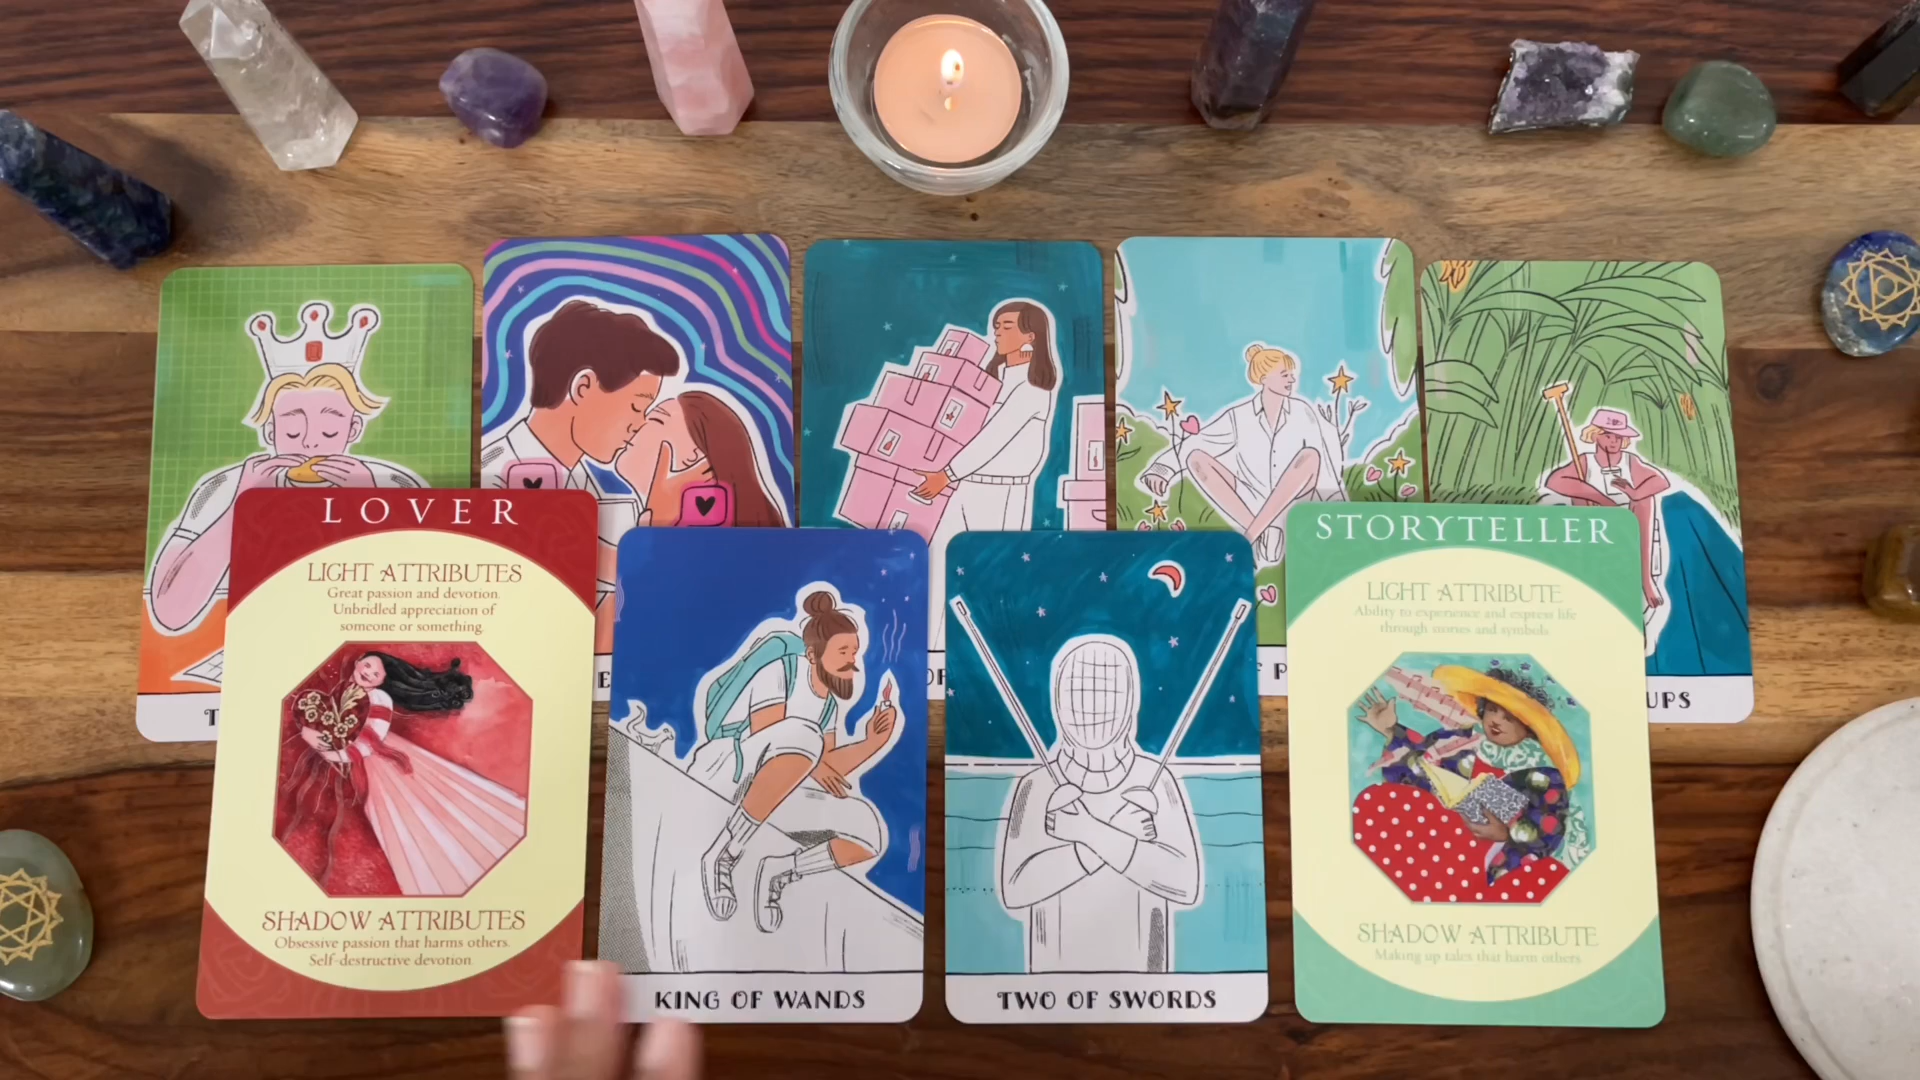 LOVER
LIGHT ATTRIBUTES
Great passion and devotion.
Unbridled appreciation of
someone or something.
SHADOW ATTRIBUTES
Obsessive passion that harms others.
Self-destructive devotion.
KING OF WANDS
TWO OF SWORDS
STORYTELLER
LIGHT ATTRIBUTE
Ability to experience and express life
through stories and symbols.
SHADOW ATTRIBUTE
Making up tales that harm others.
UPS